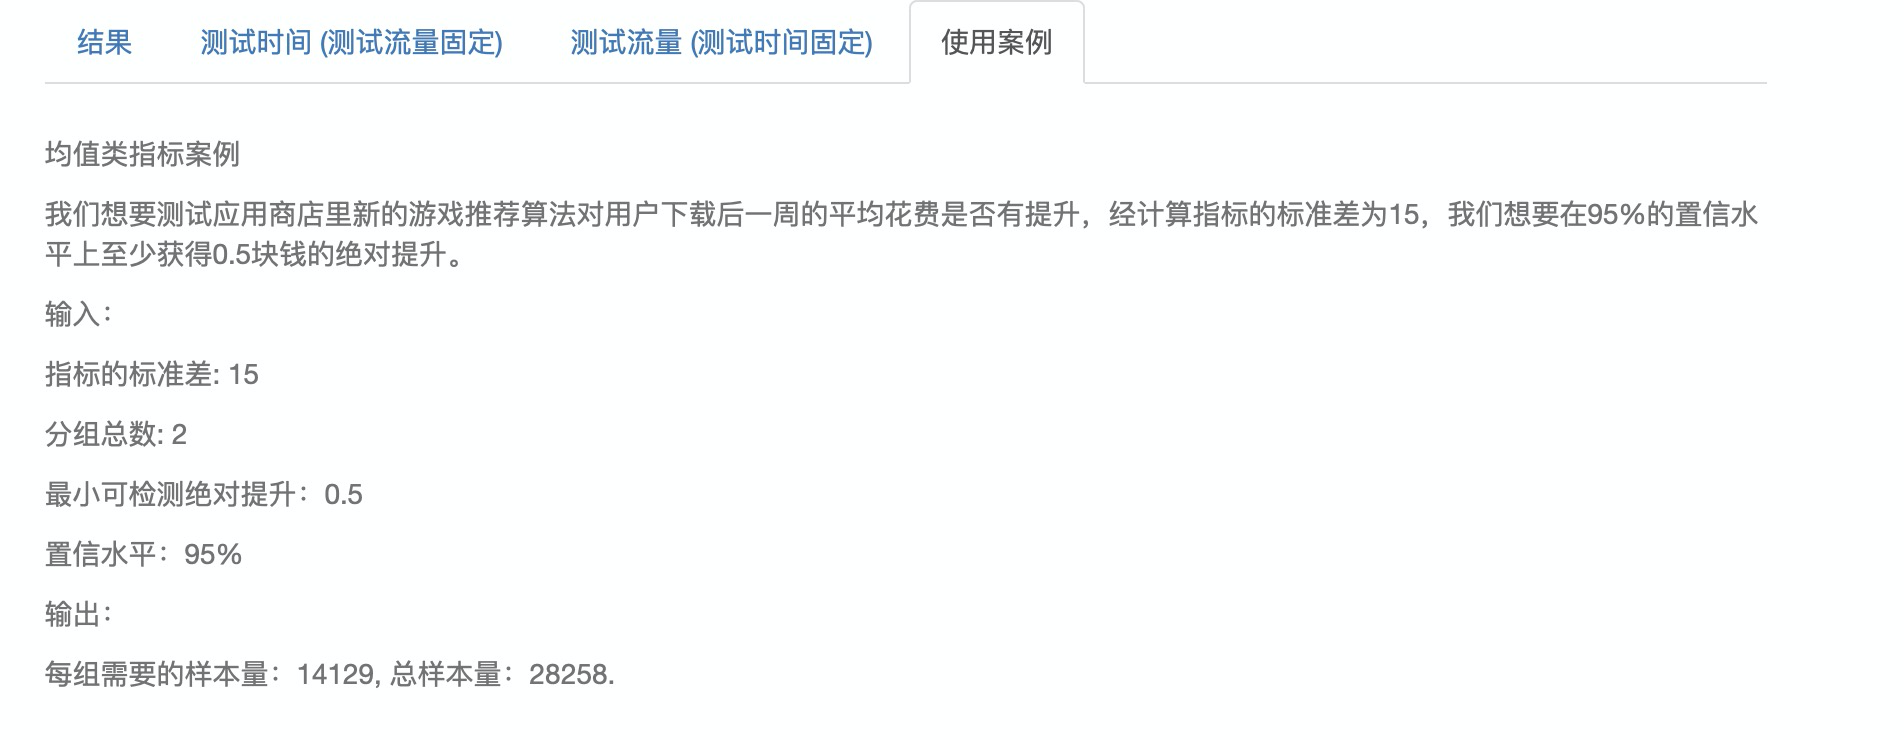 结果
测试时间 (测试流量固定)
测试流量 (测试时间固定)
使用案例
均值类指标案例
我们想要测试应用商店里新的游戏推荐算法对用户下载后一周的平均花费是否有提升，经计算指标的标准差为15，我们想要在95%的置信水
平上至少获得0.5块钱的绝对提升。
输入：
指标的标准差: 15
分组总数: 2
最小可检测绝对提升：0.5
置信水平：95%
输出：
每组需要的样本量：14129, 总样本量：28258.